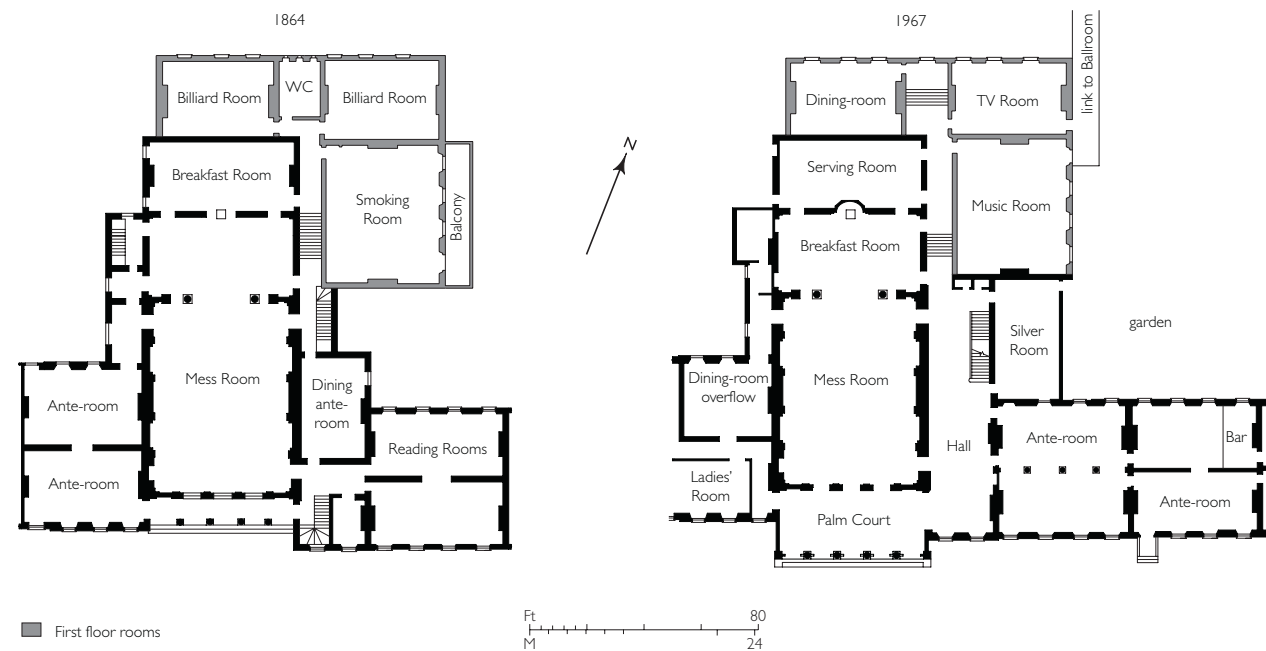 1864
Billiard Room
WC
Billiard Room
Breakfast Room
Smoking
Room
Balcony
Mess Room
Dining
ante-
room
Ante-room
Reading Rooms
Ante-room
N
1967
link to Ballroom
Dining-room
TV Room
Serving Room
Music Room
Breakfast Room
Silver
Room
garden
Dining-room
overflow
Mess Room
Hall
Ante-room
Bar
Ladies'
Room
Ante-room
Palm Court
First floor rooms
Ft
80
M
24